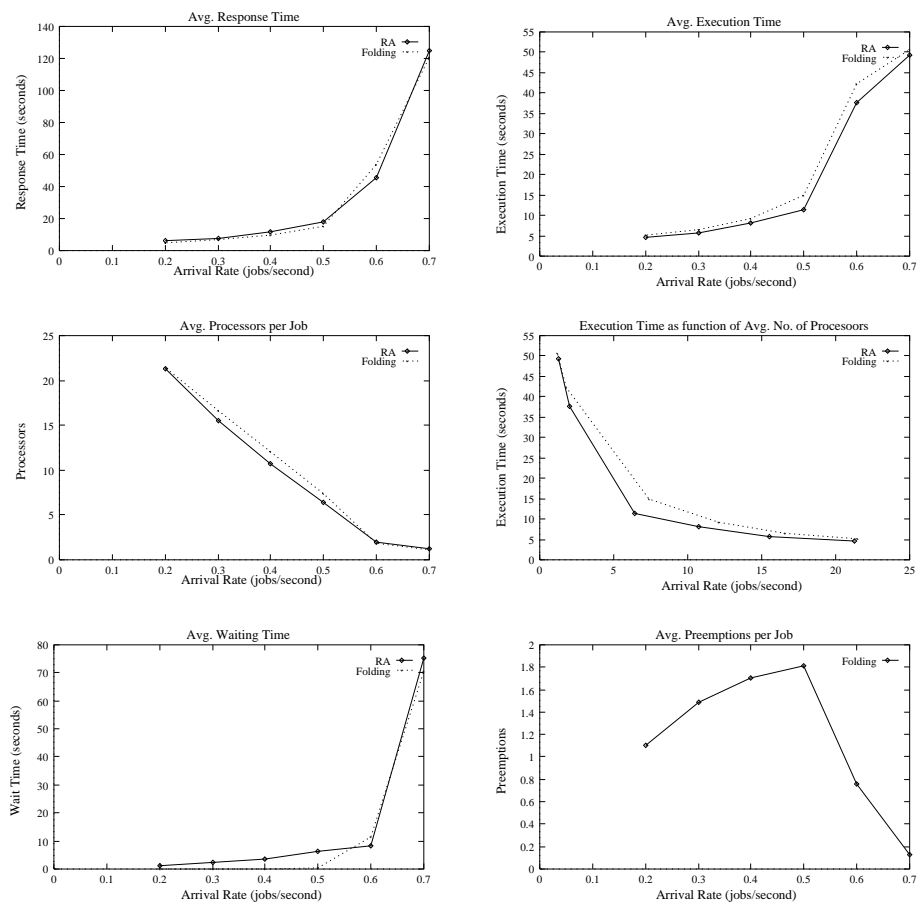 Avg. Response Time
140
120
100
80
60
40
20
0
0 0.1 0.2 0.3 0.4 0.5 0.6 0.7
Response Time (seconds)
Arrival Rate (jobs/second)
RA
Folding
Avg. Execution Time
55
50
45
40
35
30
25
20
15
10
5
0
0 0.1 0.2 0.3 0.4 0.5 0.6 0.7
Execution Time (seconds)
Arrival Rate (jobs/second)
RA
Folding
Avg. Processors per Job
25
20
15
10
5
0
0 0.1 0.2 0.3 0.4 0.5 0.6 0.7
Processors
Arrival Rate (jobs/second)
RA
Folding
Execution Time as function of Avg. No. of Procesoors
55
50
45
40
35
30
25
20
15
10
5
0
0 5 10 15 20 25
Execution Time (seconds)
Arrival Rate (jobs/second)
RA
Folding
Avg. Waiting Time
80
70
60
50
40
30
20
10
0
0 0.1 0.2 0.3 0.4 0.5 0.6 0.7
Wait Time (seconds)
Arrival Rate (jobs/second)
RA
Folding
Avg. Preemptions per Job
2
1.8
1.6
1.4
1.2
1
0.8
0.6
0.4
0.2
0
0 0.1 0.2 0.3 0.4 0.5 0.6 0.7
Preemptions
Arrival Rate (jobs/second)
Folding